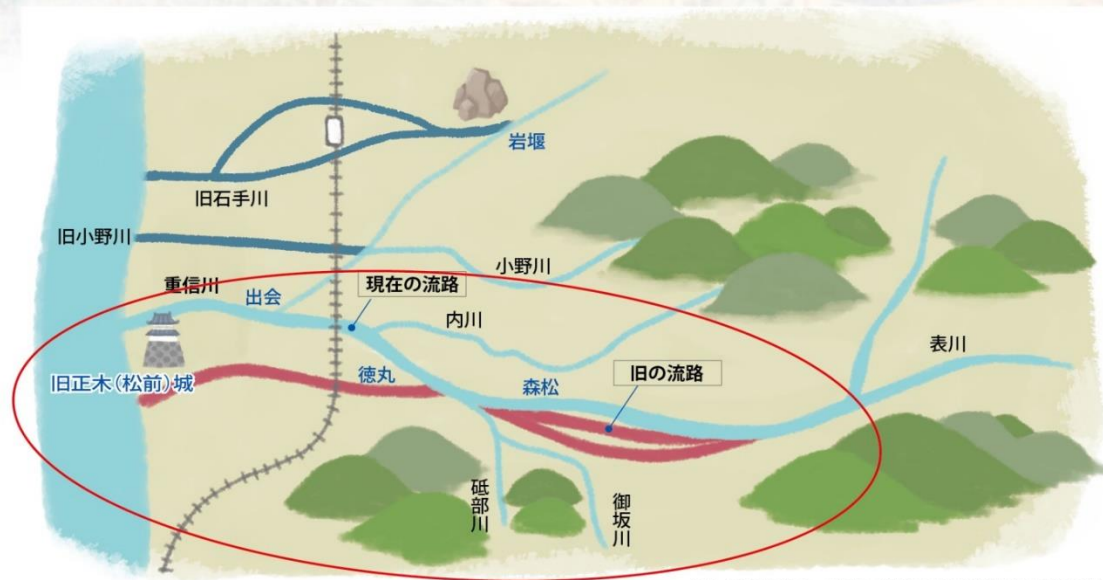 岩堰
旧石手川
旧小野川
小野川
重信川
出会
現在の流路
内川
表川
旧正木(松前)城
徳丸
森松
旧の流路
砥部川
御坂川